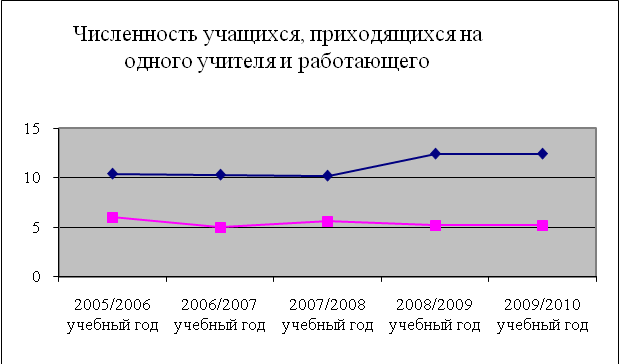 Численность учащихся, приходящихся на
одного учителя и работающего
15
10
5
0
2005/2006 2006/2007 2007/2008 2008/2009 2009/2010
учебный год учебный год учебный год учебный год учебный год